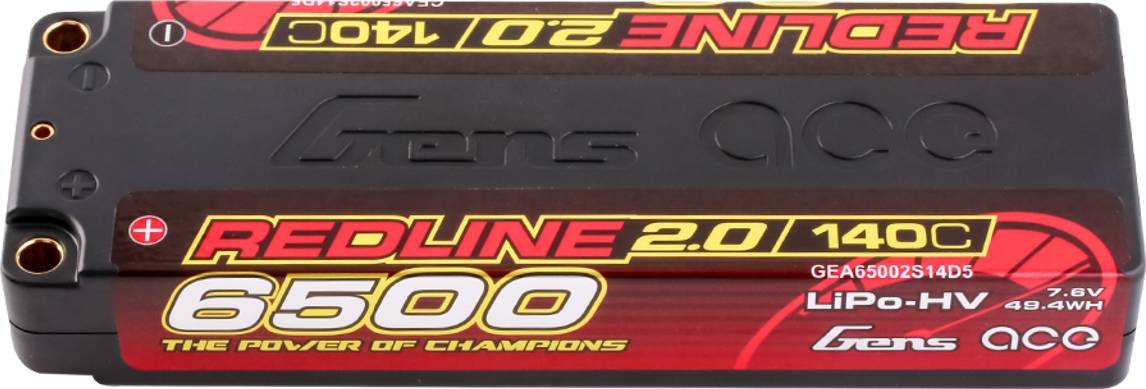 GEA65002S14D5
REDLINE 2.0 / 140C
−
−
Gens ace
+
+
REDLINE 2.0 / 140C
6500
GEA65002S14D5
LiPo-HV 7.6V
49.4WH
THE POWER OF CHAMPIONS
Gens ace